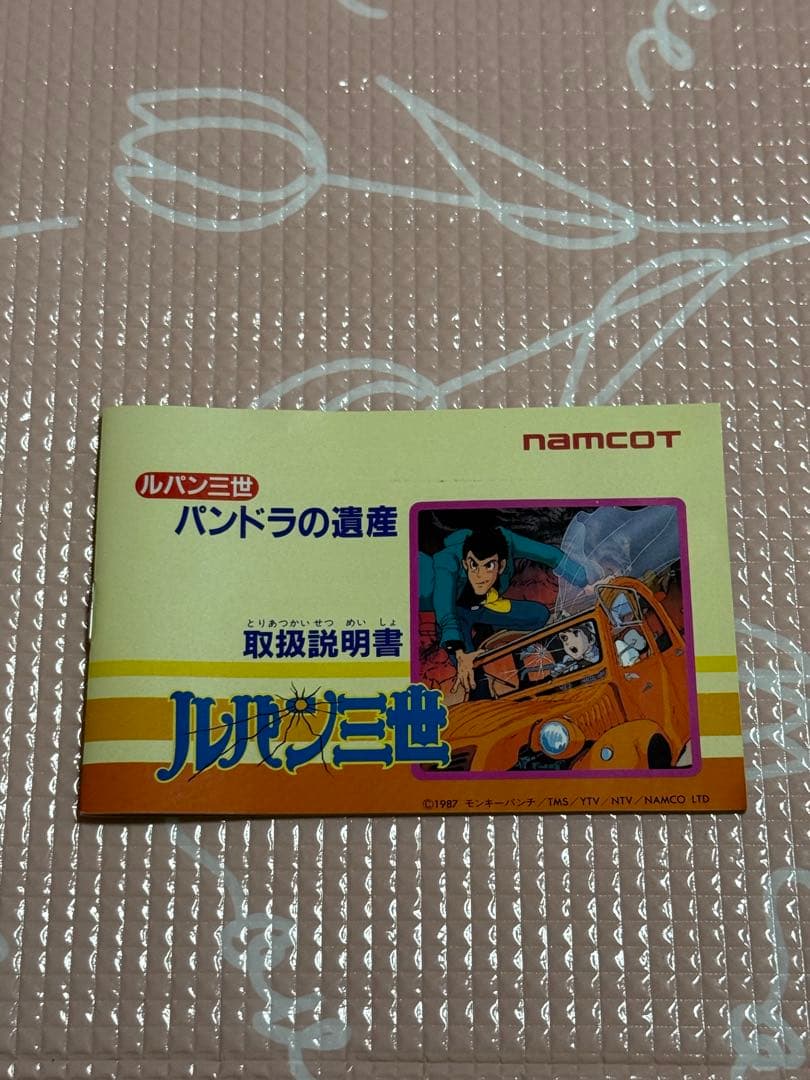 namcoT
ルパン三世
パンドラの遺産
とりあつかいせつ めい しょ
取扱説明書
ルパン三世
©1987 モンキーパンチ/TMS/YTV/NTV/NAMCO LTD